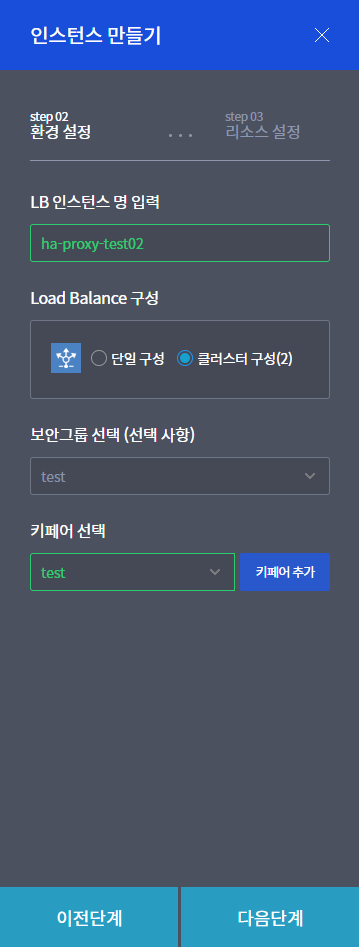 인스턴스 만들기
step 02
환경 설정
...
step 03
리소스 설정
LB 인스턴스 명 입력
ha-proxy-test02
Load Balance 구성
단일 구성
클러스터 구성(2)
보안그룹 선택 (선택 사항)
test
키페어 선택
test
키페어 추가
이전단계
다음단계